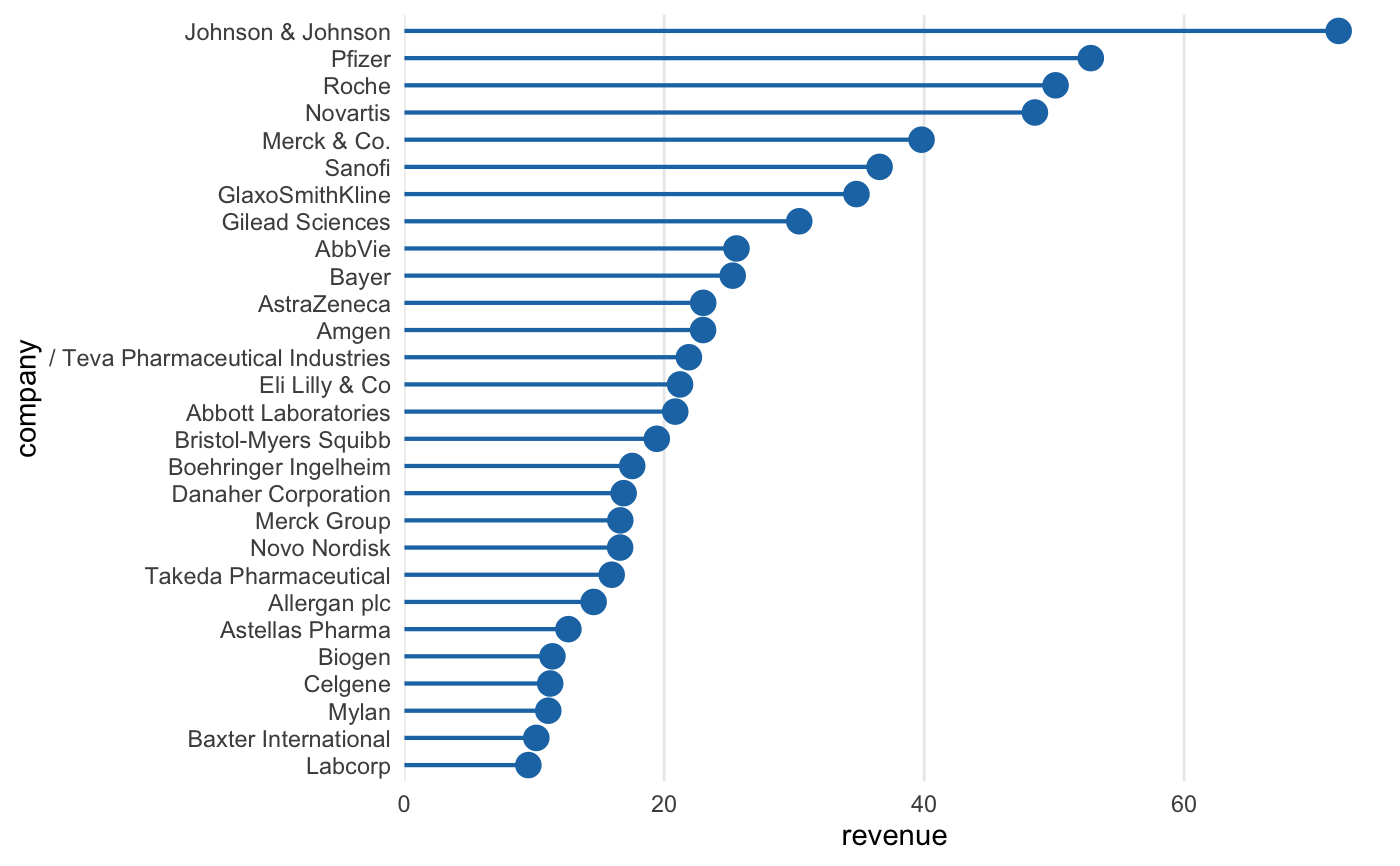 Johnson & Johnson
Pfizer
Roche
Novartis
Merck & Co.
Sanofi
GlaxoSmithKline
Gilead Sciences
AbbVie
Bayer
AstraZeneca
Amgen
/ Teva Pharmaceutical Industries
Eli Lilly & Co
Abbott Laboratories
Bristol-Myers Squibb
Boehringer Ingelheim
Danaher Corporation
Merck Group
Novo Nordisk
Takeda Pharmaceutical
Allergan plc
Astellas Pharma
Biogen
Celgene
Mylan
Baxter International
Labcorp
company
0 20 40 60
revenue